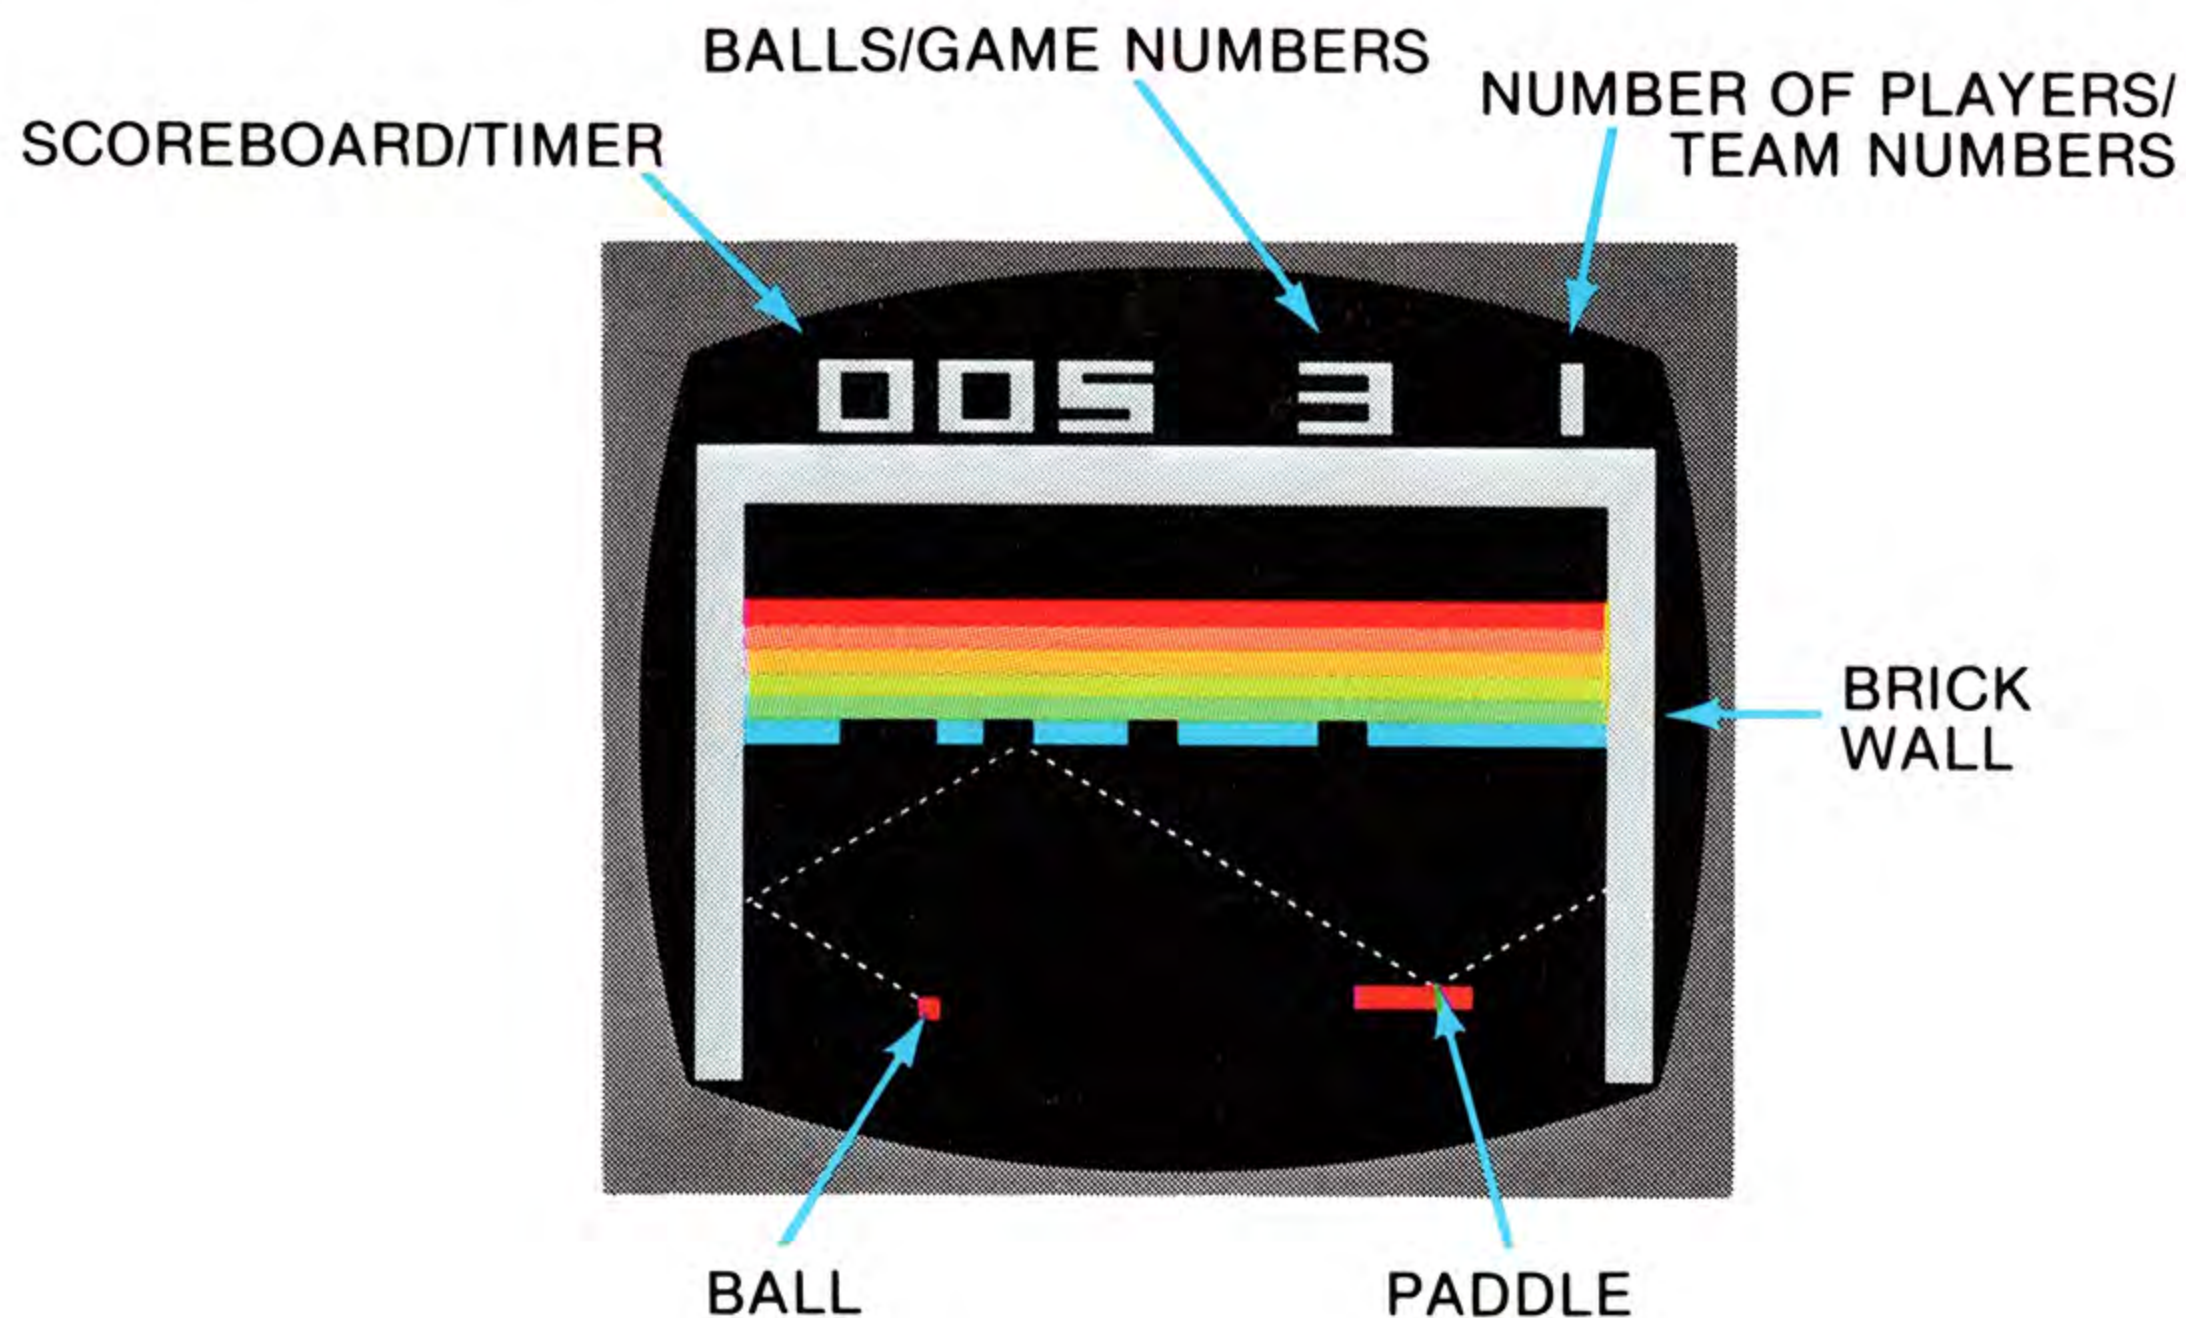 BALLS/GAME NUMBERS
SCOREBOARD/TIMER
NUMBER OF PLAYERS/
TEAM NUMBERS
005 3 1
BRICK
WALL
BALL
PADDLE